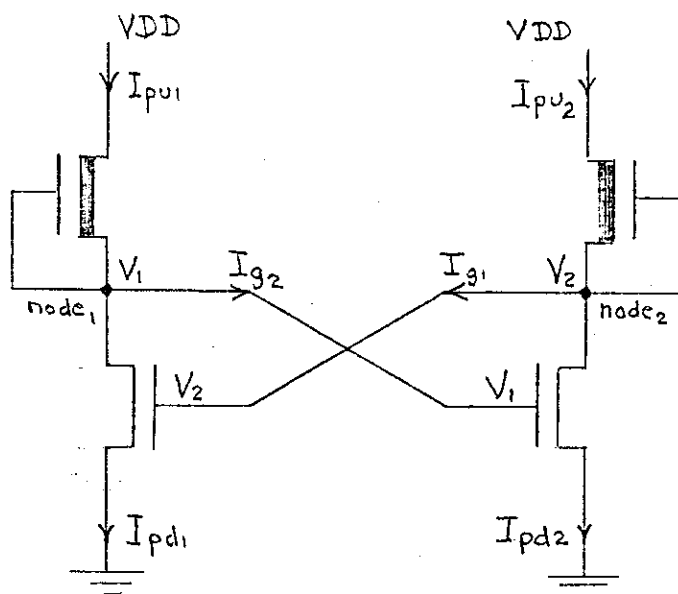 VDD VDD
Ipu1 Ipu2
V1 Ig2 Ig1 V2
node1 node2
V2 V1
Ipd1 Ipd2